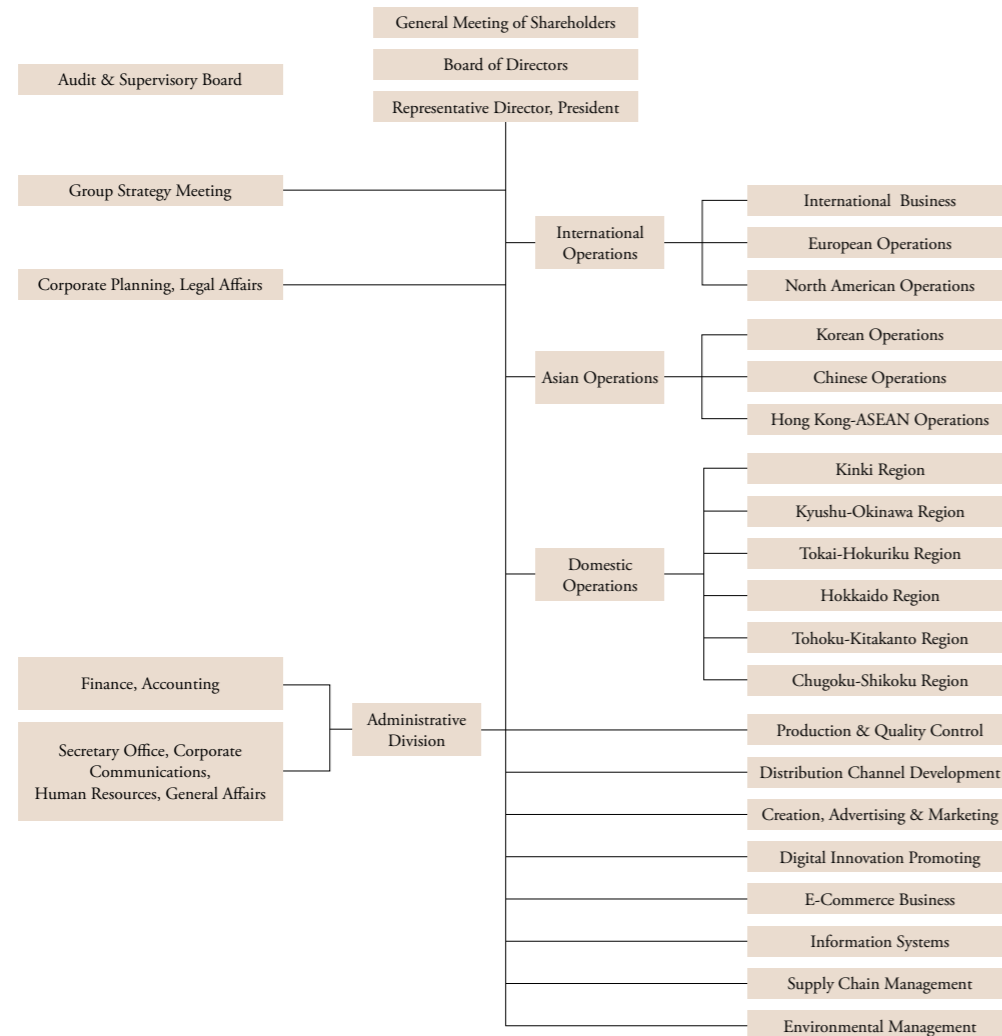 General Meeting of Shareholders
Board of Directors
Audit & Supervisory Board
Representative Director, President
Group Strategy Meeting
Corporate Planning, Legal Affairs
International
Operations
International Business
European Operations
North American Operations
Asian Operations
Korean Operations
Chinese Operations
Hong Kong-ASEAN Operations
Domestic
Operations
Kinki Region
Kyushu-Okinawa Region
Tokai-Hokuriku Region
Hokkaido Region
Tohoku-Kitakanto Region
Chugoku-Shikoku Region
Finance, Accounting
Secretary Office, Corporate
Communications,
Human Resources, General Affairs
Administrative
Division
Production & Quality Control
Distribution Channel Development
Creation, Advertising & Marketing
Digital Innovation Promoting
E-Commerce Business
Information Systems
Supply Chain Management
Environmental Management